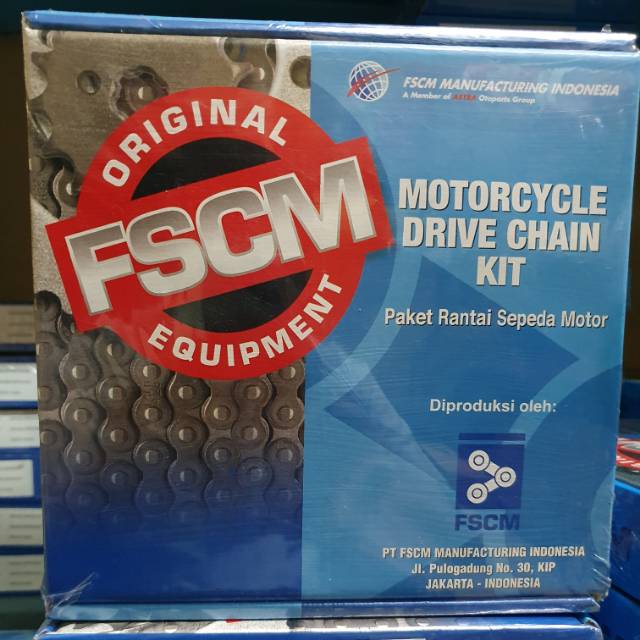 FSCM MANUFACTURING INDONESIA
A Member of ASTRA Otoparts Group
ORIGINAL
FSCM
EQUIPMENT
MOTORCYCLE
DRIVE CHAIN
KIT
Paket Rantai Sepeda Motor
Diproduksi oleh:
FSCM
PT FSCM MANUFACTURING INDONESIA
Jl. Pulogadung No. 30, KIP
JAKARTA - INDONESIA